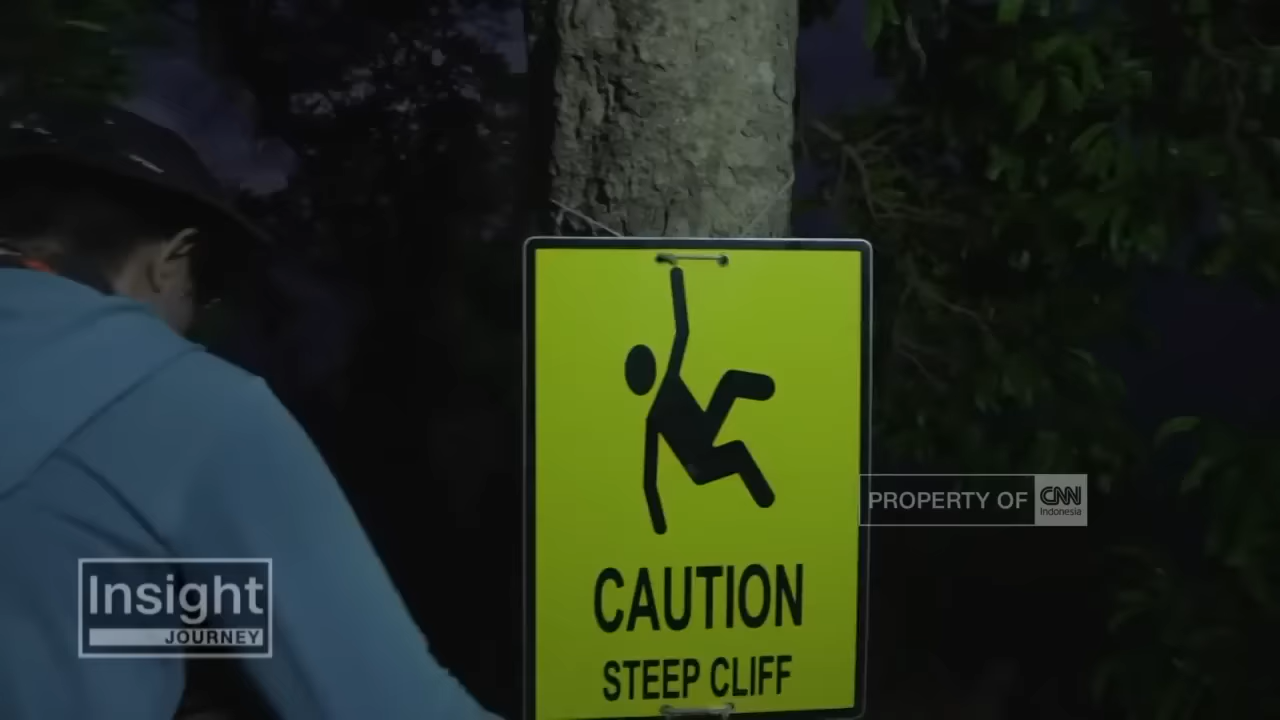 CAUTION
STEEP CLIFF
PROPERTY OF CNN
Indonesia
Insight
JOURNEY